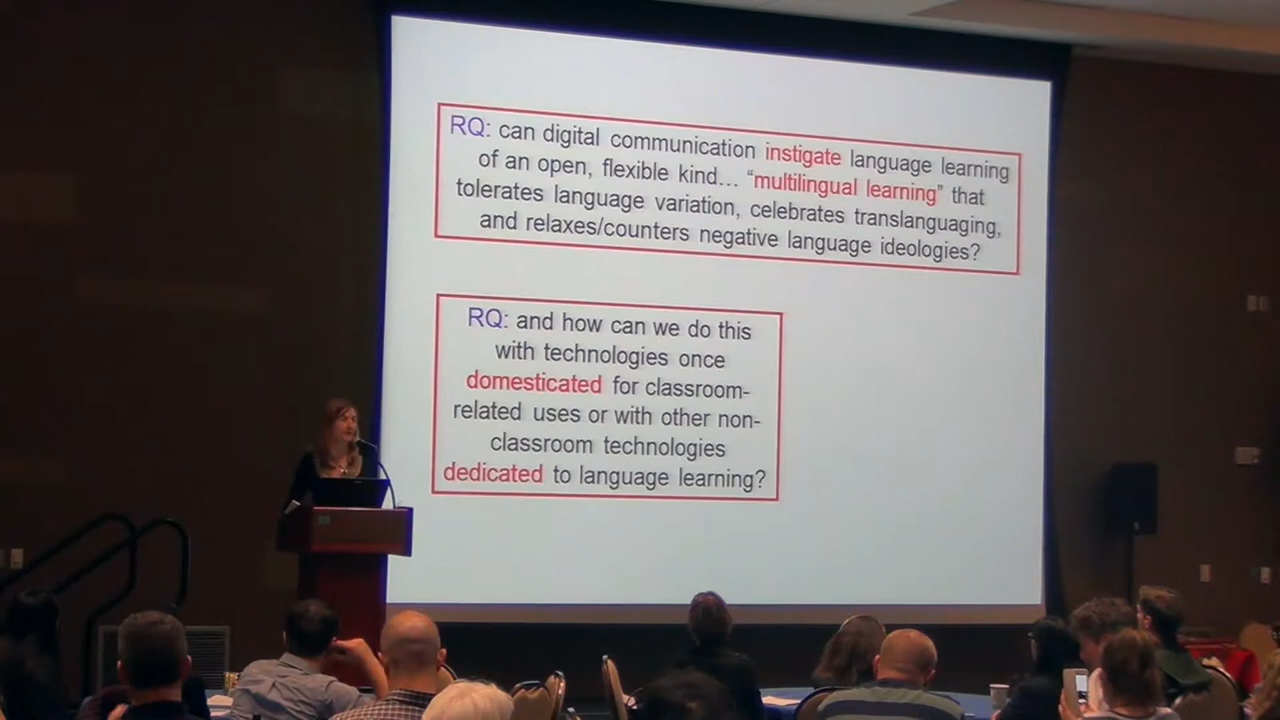 RQ: can digital communication instigate language learning
of an open, flexible kind... “multilingual learning” that
tolerates language variation, celebrates translanguaging,
and relaxes/counters negative language ideologies?
RQ: and how can we do this
with technologies once
domesticated for classroom-
related uses or with other non-
classroom technologies
dedicated to language learning?